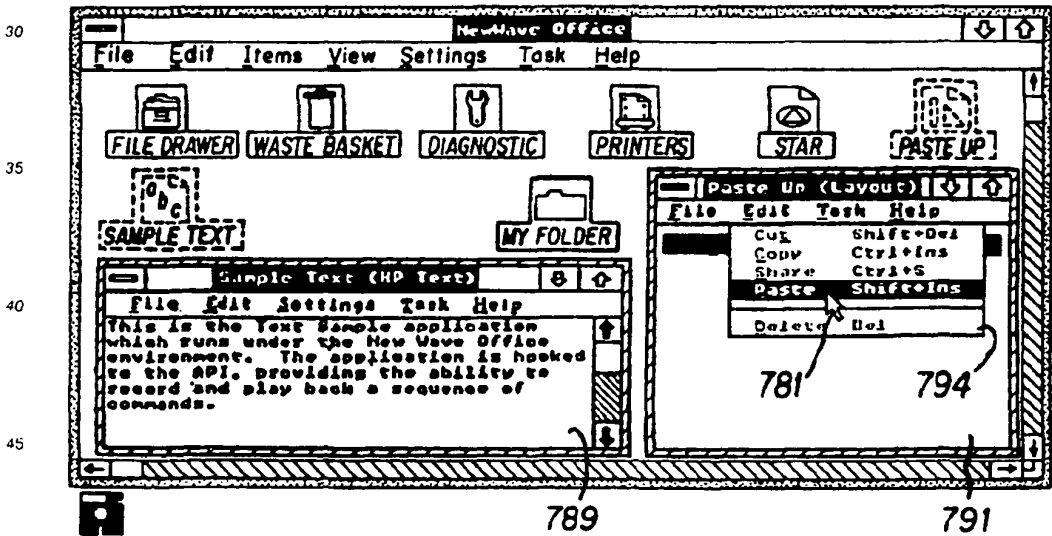 30
NewWave Office
File Edit Items View Settings Task Help
FILE DRAWER WASTE BASKET DIAGNOSTIC PRINTERS STAR PASTE UP
35
abc
SAMPLE TEXT MY FOLDER
Paste Up (Layout)
File Edit Task Help
Cut Shift+Del
Copy Ctrl+Ins
Share Ctrl+S
Paste Shift+Ins
Delete Del
Sample Text (HP Text)
File Edit Settings Task Help
40
This is the Text Sample application
which runs under the New Wave Office
environment. The application is hooked
to the API, providing the ability to
record and play back a sequence of
commands.
781 794
45
789 791